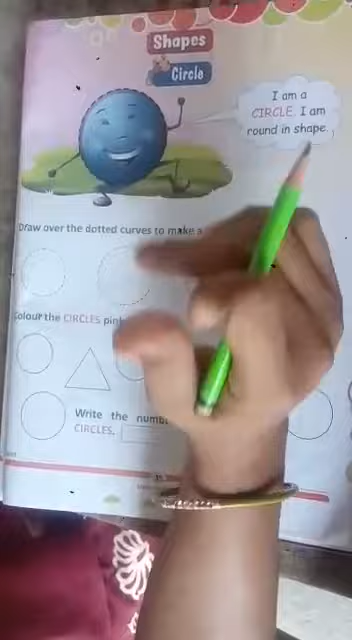 Shapes
Circle
I am a
CIRCLE. I am
round in shape.
Draw over the dotted curves to make a
Colour the CIRCLES pink
Write the
CIRCLES.